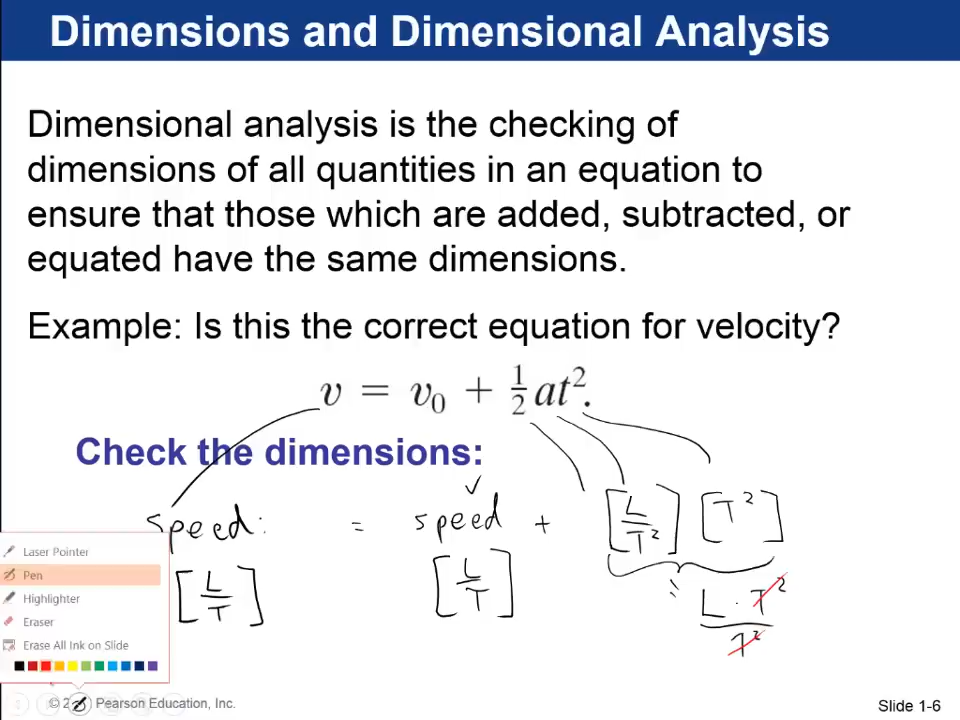 Dimensions and Dimensional Analysis
Dimensional analysis is the checking of
dimensions of all quantities in an equation to
ensure that those which are added, subtracted, or
equated have the same dimensions.
Example: Is this the correct equation for velocity?
v = v₀ + ½ at².
Check the dimensions:
speed: = speed + [L/T²] [T²]
[L/T] [L/T] = L · T² / T²
Laser Pointer
Pen
Highlighter
Eraser
Erase All Ink on Slide
Pearson Education, Inc.
Slide 1-6